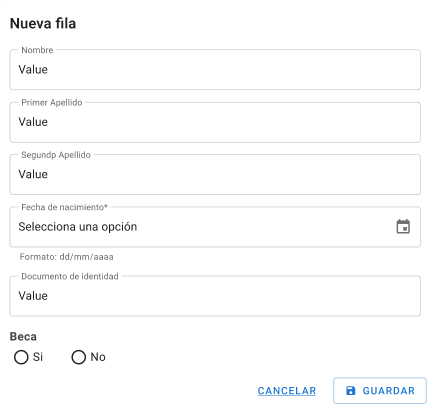 Nueva fila
Nombre
Value
Primer Apellido
Value
Segundp Apellido
Value
Fecha de nacimiento*
Selecciona una opción
Formato: dd/mm/aaaa
Documento de identidad
Value
Beca
Si No
CANCELAR GUARDAR